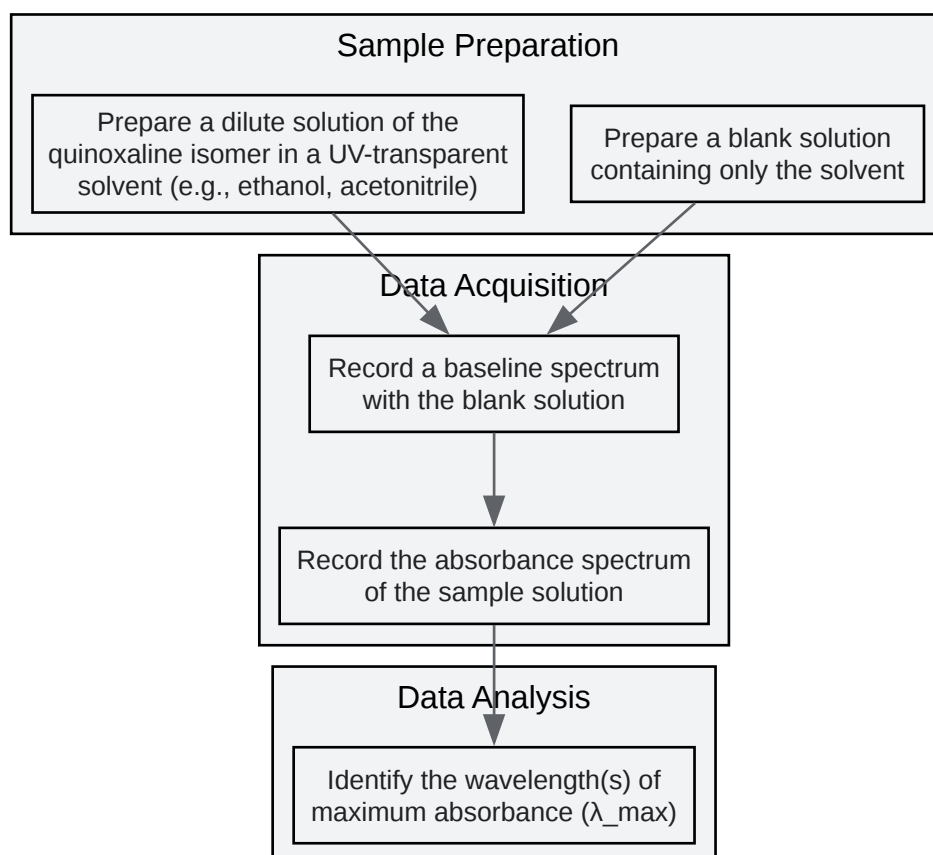 Sample Preparation
Prepare a dilute solution of the
quinoxaline isomer in a UV-transparent
solvent (e.g., ethanol, acetonitrile)
Prepare a blank solution
containing only the solvent
Data Acquisition
Record a baseline spectrum
with the blank solution
Record the absorbance spectrum
of the sample solution
Data Analysis
Identify the wavelength(s) of
maximum absorbance (λ_max)